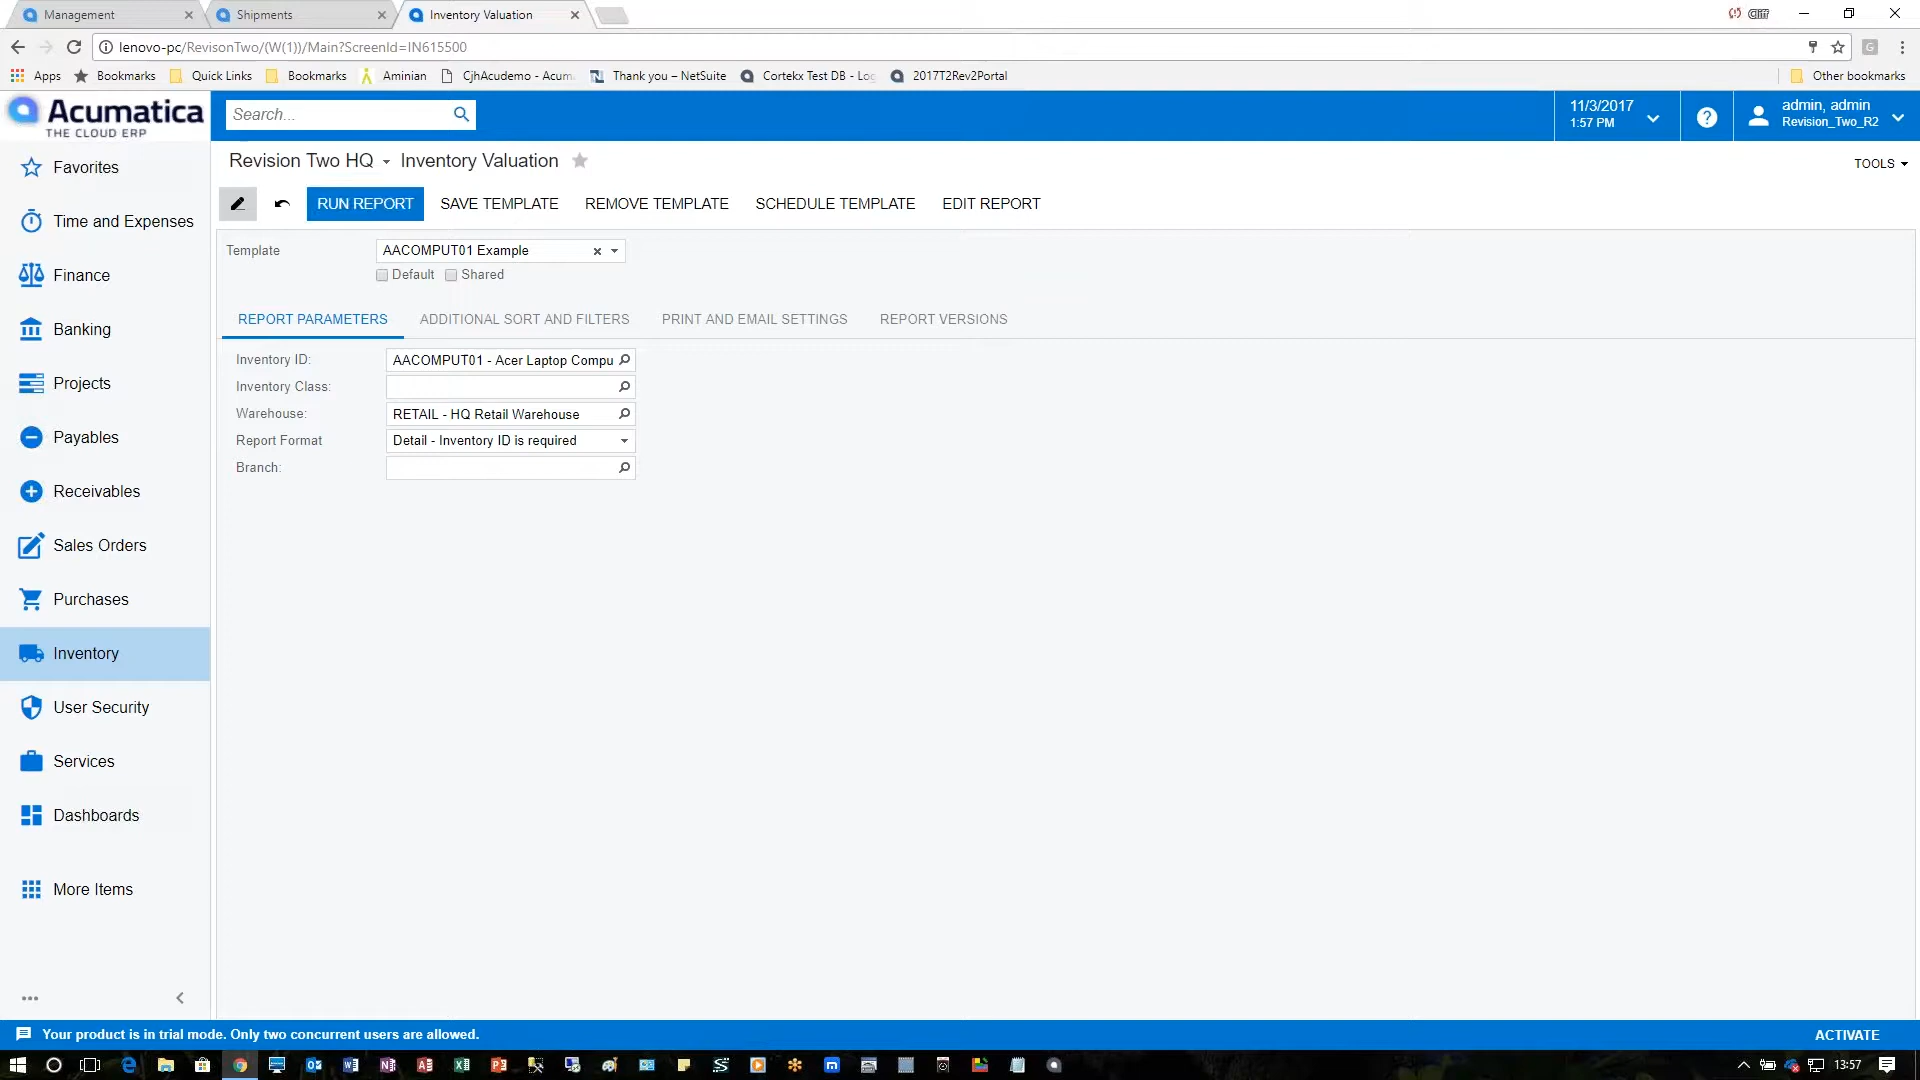 Management
Shipments
Inventory Valuation
lenovo-pc/RevisonTwo/(W(1))/Main?ScreenId=IN615500
Apps Bookmarks Quick Links Bookmarks Aminian CjhAcudemo - Acum Thank you – NetSuite Cortekx Test DB - Log 2017T2Rev2Portal Other bookmarks
Acumatica
THE CLOUD ERP
Search...
11/3/2017
1:57 PM
?
admin, admin
Revision_Two_R2
Revision Two HQ Inventory Valuation
TOOLS
RUN REPORT SAVE TEMPLATE REMOVE TEMPLATE SCHEDULE TEMPLATE EDIT REPORT
Template AACOMPUT01 Example
Default Shared
REPORT PARAMETERS ADDITIONAL SORT AND FILTERS PRINT AND EMAIL SETTINGS REPORT VERSIONS
Inventory ID: AACOMPUT01 - Acer Laptop Compu
Inventory Class:
Warehouse: RETAIL - HQ Retail Warehouse
Report Format Detail - Inventory ID is required
Branch:
Favorites
Time and Expenses
Finance
Banking
Projects
Payables
Receivables
Sales Orders
Purchases
Inventory
User Security
Services
Dashboards
More Items
Your product is in trial mode. Only two concurrent users are allowed.
ACTIVATE
13:57